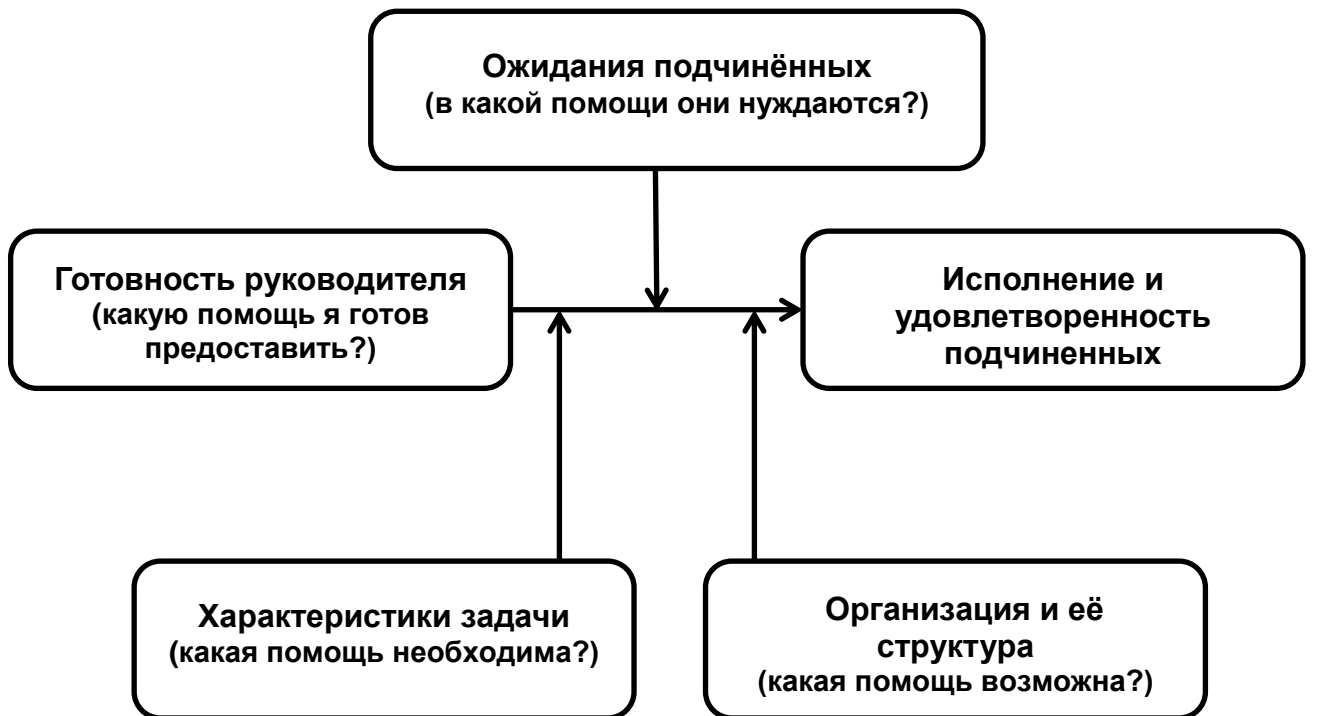 Ожидания подчинённых
(в какой помощи они нуждаются?)
Готовность руководителя
(какую помощь я готов
предоставить?)
Исполнение и
удовлетворенность
подчиненных
Характеристики задачи
(какая помощь необходима?)
Организация и её
структура
(какая помощь возможна?)